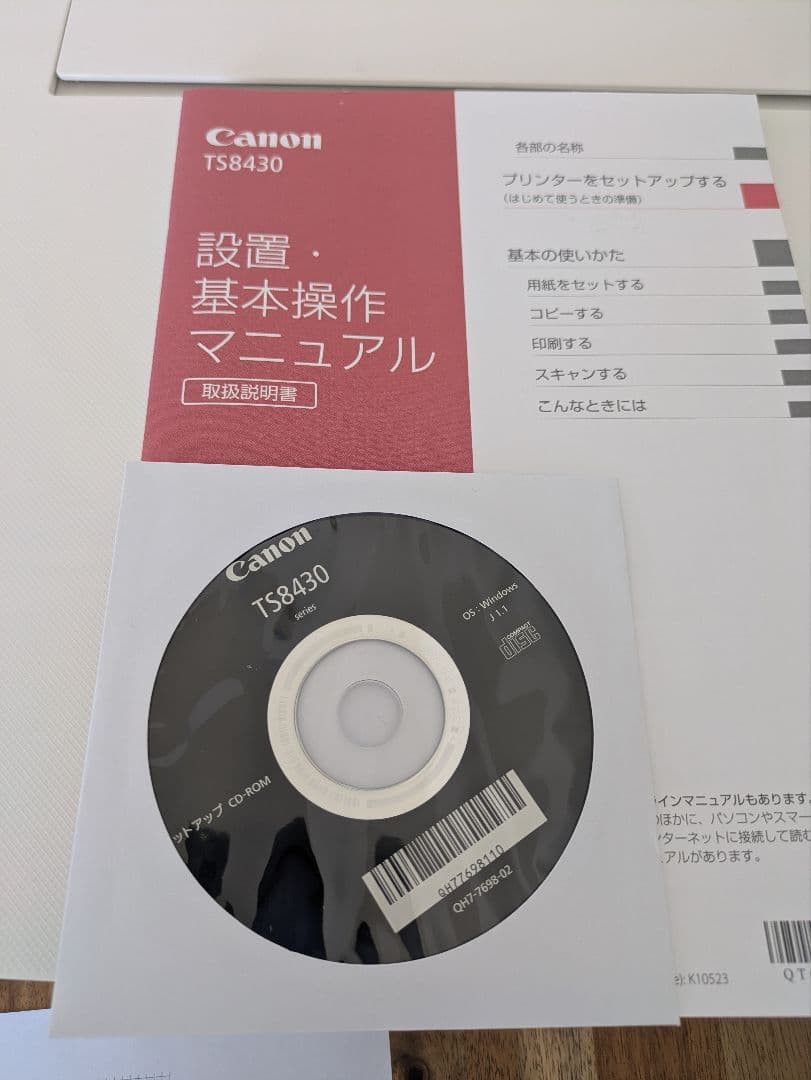 Canon
TS8430
設置・
基本操作
マニュアル
取扱説明書
各部の名称
プリンターをセットアップする
(はじめて使うときの準備)
基本の使いかた
用紙をセットする
コピーする
印刷する
スキャンする
こんなときには
Canon
TS8430
series
OS : Windows
J 1.1
COMPACT
disc
ットアップ CD-ROM
QH77698110
QH7-7698-02
ラインマニュアルもあります。
のほかに、パソコンやスマー
ンターネットに接続して読む
ュアルがあります。
e): K10523
QT